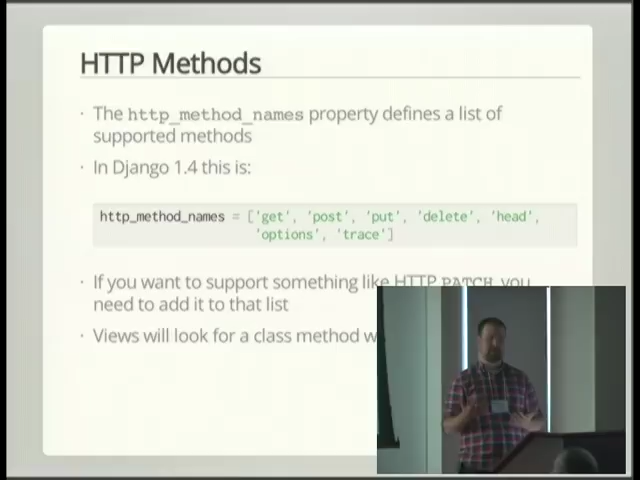 HTTP Methods
· The http_method_names property defines a list of
supported methods
· In Django 1.4 this is:
http_method_names = ['get', 'post', 'put', 'delete', 'head',
'options', 'trace']
· If you want to support something like HTTP PATCH you
need to add it to that list
· Views will look for a class method w